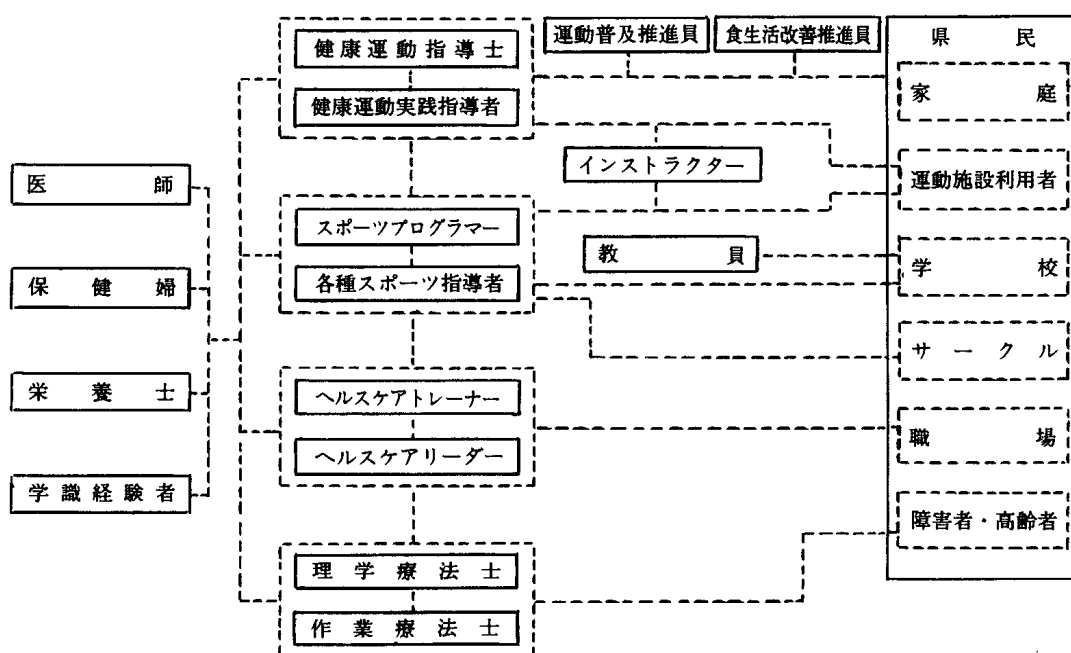 医師
保健婦
栄養士
学識経験者
健康運動指導士
健康運動実践指導者
スポーツプログラマー
各種スポーツ指導者
ヘルスケアトレーナー
ヘルスケアリーダー
理学療法士
作業療法士
運動普及推進員
食生活改善推進員
インストラクター
教員
県民
家庭
運動施設利用者
学校
サークル
職場
障害者・高齢者